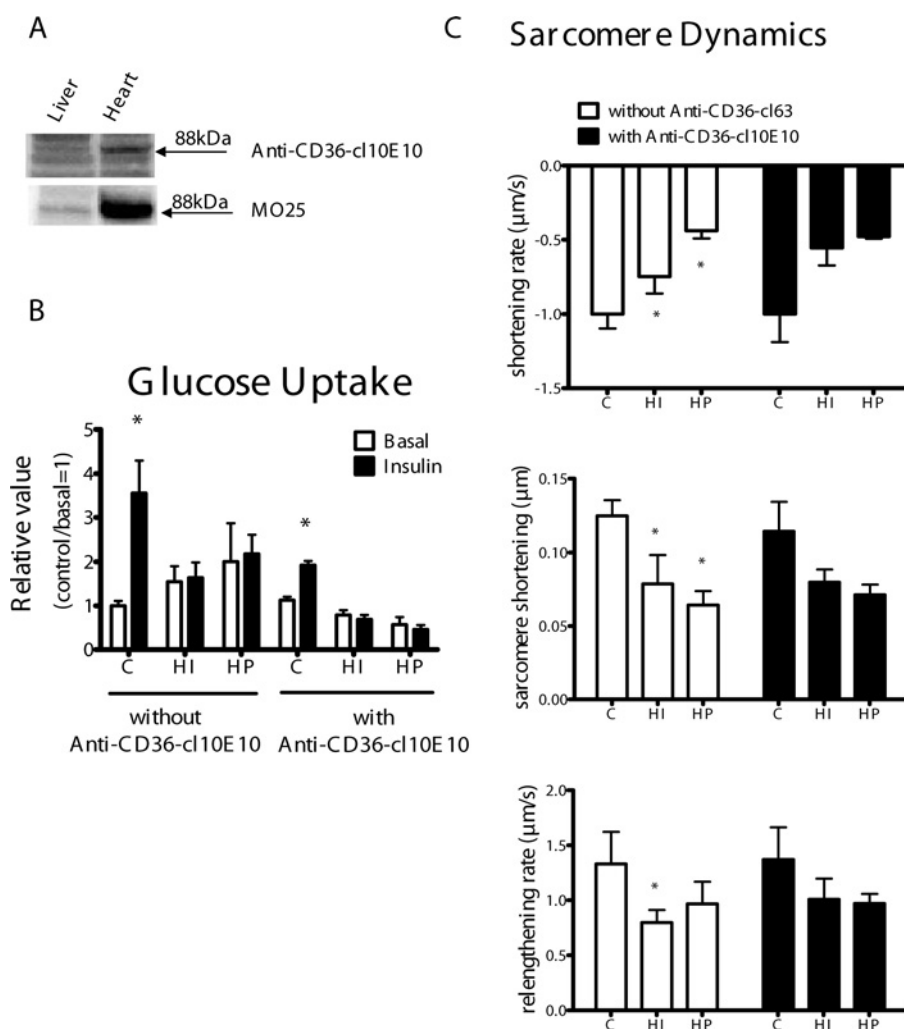 A
Liver
Heart
88kDa
Anti-CD36-cl10E10
88kDa
MO25
B
Glucose Uptake
Relative value
(control/basal=1)
5
4
3
2
1
0
*
*
Basal
Insulin
C
HI
HP
C
HI
HP
without
Anti-CD36-cl10E10
with
Anti-CD36-cl10E10
C
Sarcomere Dynamics
without Anti-CD36-cl63
with Anti-CD36-cl10E10
shortening rate (µm/s)
0.0
-0.5
-1.0
-1.5
*
*
C
HI
HP
C
HI
HP
sarcomere shortening (µm)
0.15
0.10
0.05
0.00
*
*
C
HI
HP
C
HI
HP
relengthening rate (µm/s)
2.0
1.5
1.0
0.5
0.0
*
C
HI
HP
C
HI
HP